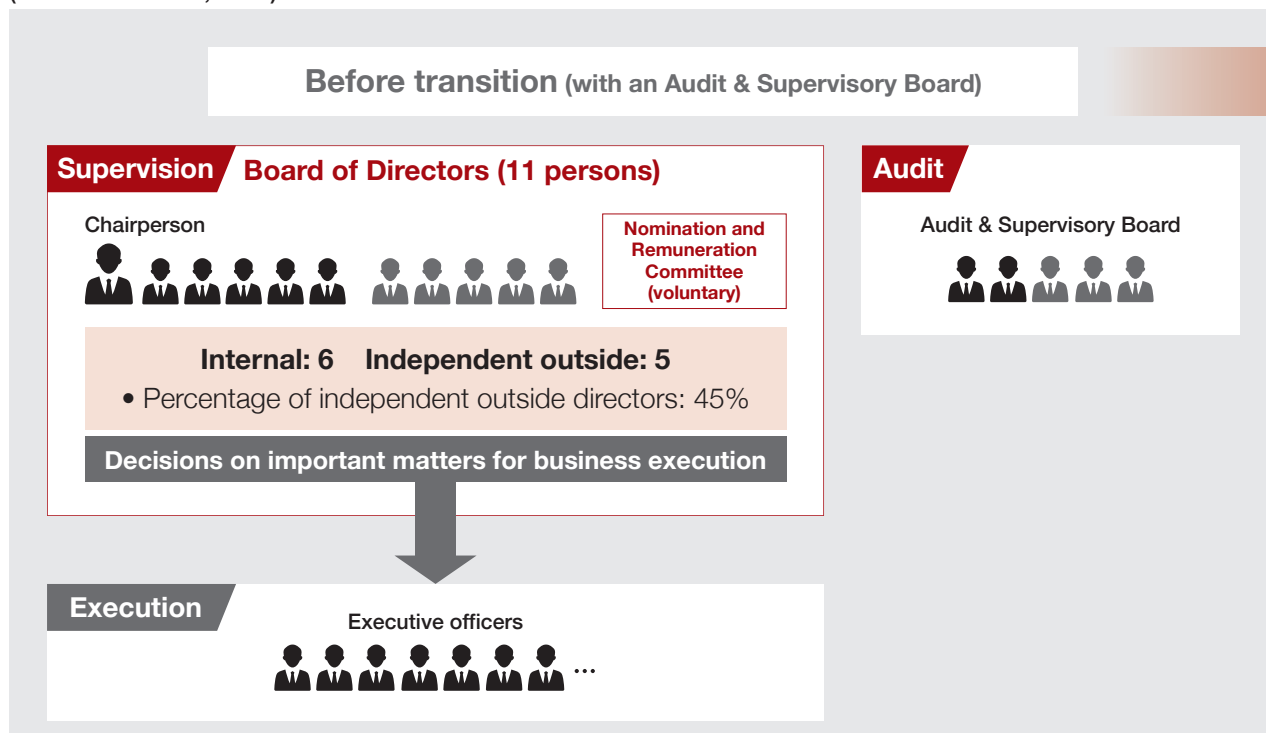 Before transition (with an Audit & Supervisory Board)
Supervision
Board of Directors (11 persons)
Chairperson
Nomination and
Remuneration
Committee
(voluntary)
Internal: 6 Independent outside: 5
• Percentage of independent outside directors: 45%
Decisions on important matters for business execution
Audit
Audit & Supervisory Board
Execution
Executive officers
...